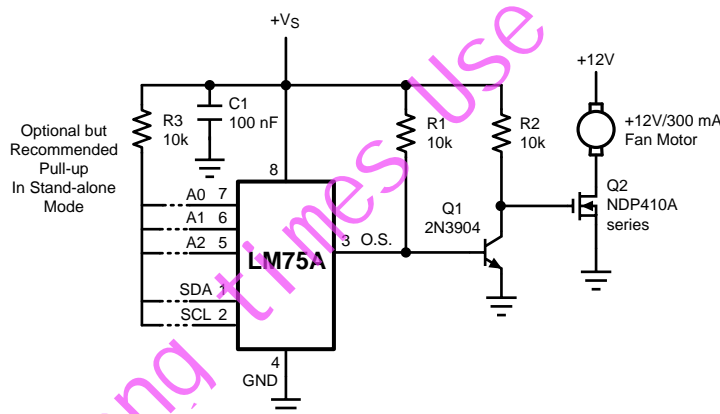 +VS
+12V
R3
10k
C1
100 nF
R1
10k
R2
10k
+12V/300 mA
Fan Motor
Optional but
Recommended
Pull-up
In Stand-alone
Mode
8
A0 7
A1 6
A2 5
LM75A
3 O.S.
Q1
2N3904
Q2
NDP410A
series
SDA 1
SCL 2
4
GND
ng times Use